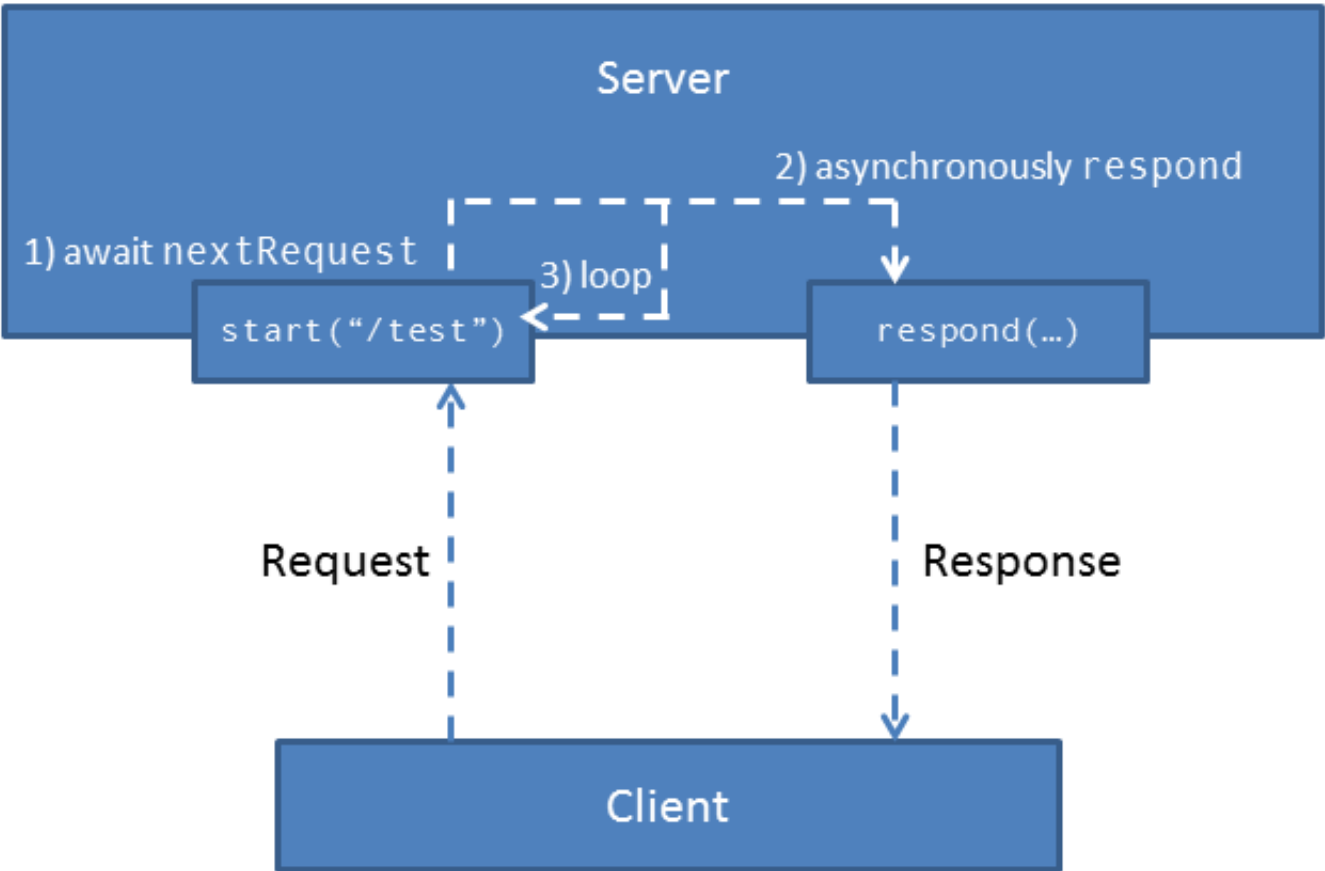 Server
2) asynchronously respond
1) await nextRequest
3) loop
start(“/test”)
respond(…)
Request
Response
Client